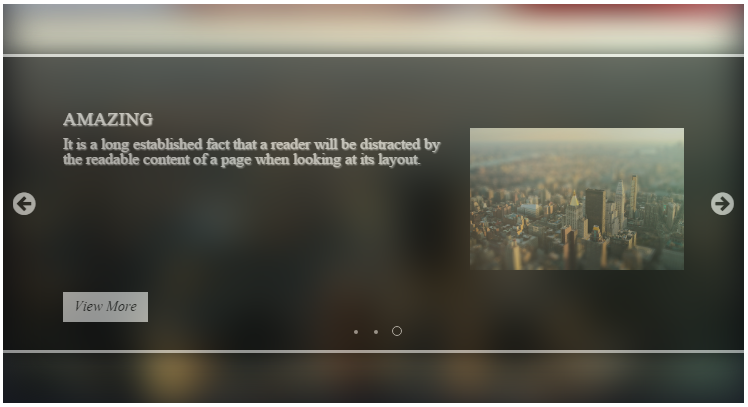 AMAZING
It is a long established fact that a reader will be distracted by
the readable content of a page when looking at its layout.
View More